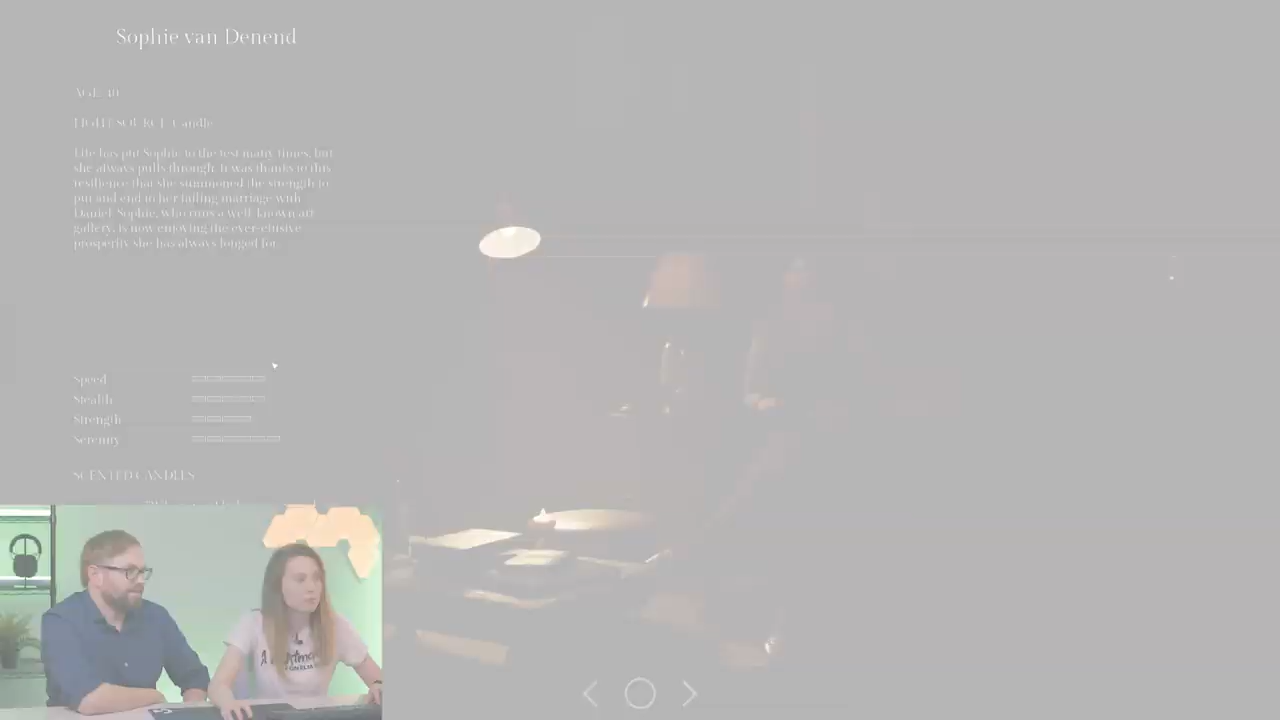 Sophie van Denend
AGE: 40
LIGHT SOURCE: Candle
Life has put Sophie to the test many times, but
she always pulls through. It was thanks to this
resilience that she summoned the strength to
put and end to her failing marriage with
Daniel. Sophie, who runs a well-known art
gallery, is now enjoying the ever-elusive
prosperity she has always longed for.
Speed
Stealth
Strength
Serenity
SCENTED CANDLES